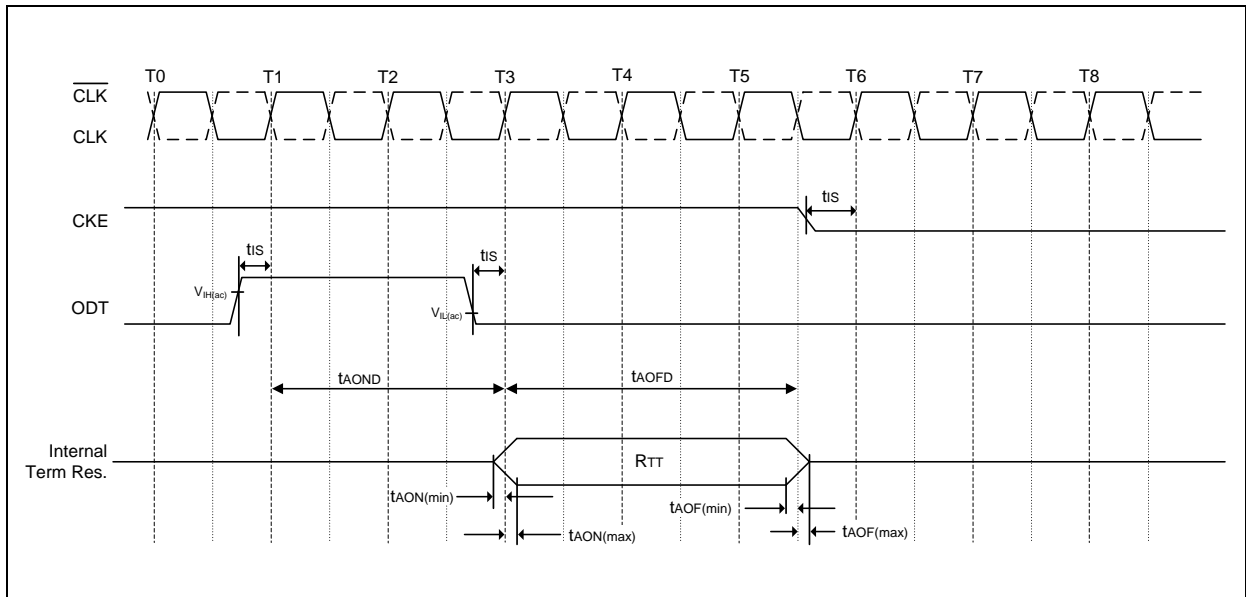 T0 T1 T2 T3 T4 T5 T6 T7 T8
CLK
CLK
tIS
CKE
tIS
tIS
VIH(ac)
ODT
VIL(ac)
tAOND
tAOFD
Internal
Term Res.
RTT
tAON(min)
tAOF(min)
tAON(max)
tAOF(max)